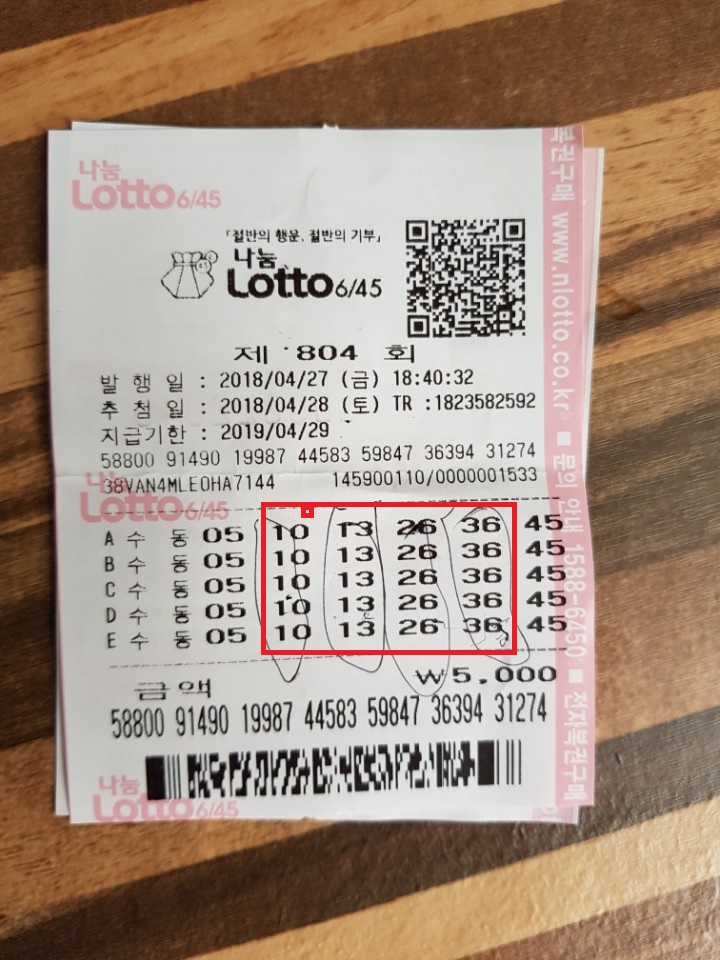 나눔
Lotto 6/45
「절반의 행운, 절반의 기부」
나눔
Lotto 6/45
제 804 회
발 행 일 : 2018/04/27 (금) 18:40:32
추 첨 일 : 2018/04/28 (토) TR :1823582592
지급기한 : 2019/04/29
58800 91490 19987 44583 59847 36394 31274
38VAN4MLEOHA7144 145900110/0000001533
나눔
Lotto 6/45
A 수 동 05 10 13 26 36 45
B 수 동 05 10 13 26 36 45
C 수 동 05 10 13 26 36 45
D 수 동 05 10 13 26 36 45
E 수 동 05 10 13 26 36 45
금액 ₩5,000
58800 91490 19987 44583 59847 36394 31274
나눔
Lotto 6/45
복권구매 www.nlotto.co.kr ■ 문의 안내 1588-6450 ■ 전자복권구매